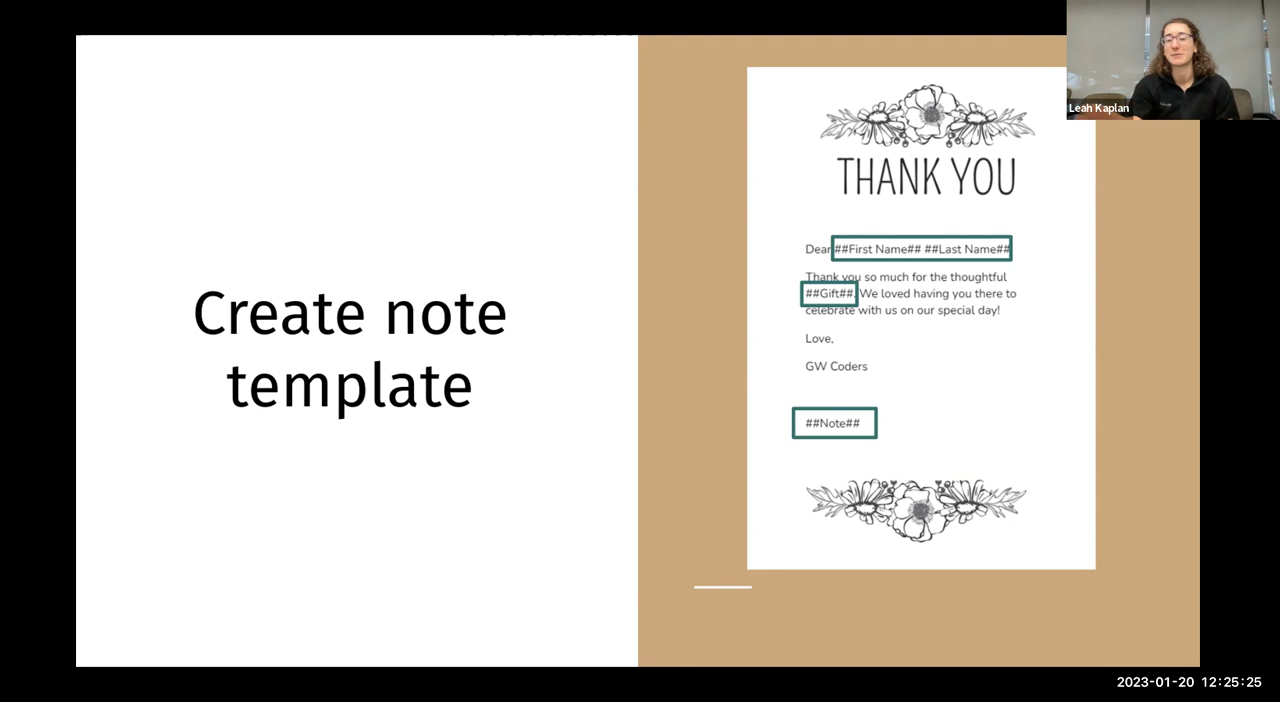 Leah Kaplan
Create note
template
THANK YOU
Dear ##First Name## ##Last Name##
Thank you so much for the thoughtful
##Gift##. We loved having you there to
celebrate with us on our special day!
Love,
GW Coders
##Note##
2023-01-20 12:25:25